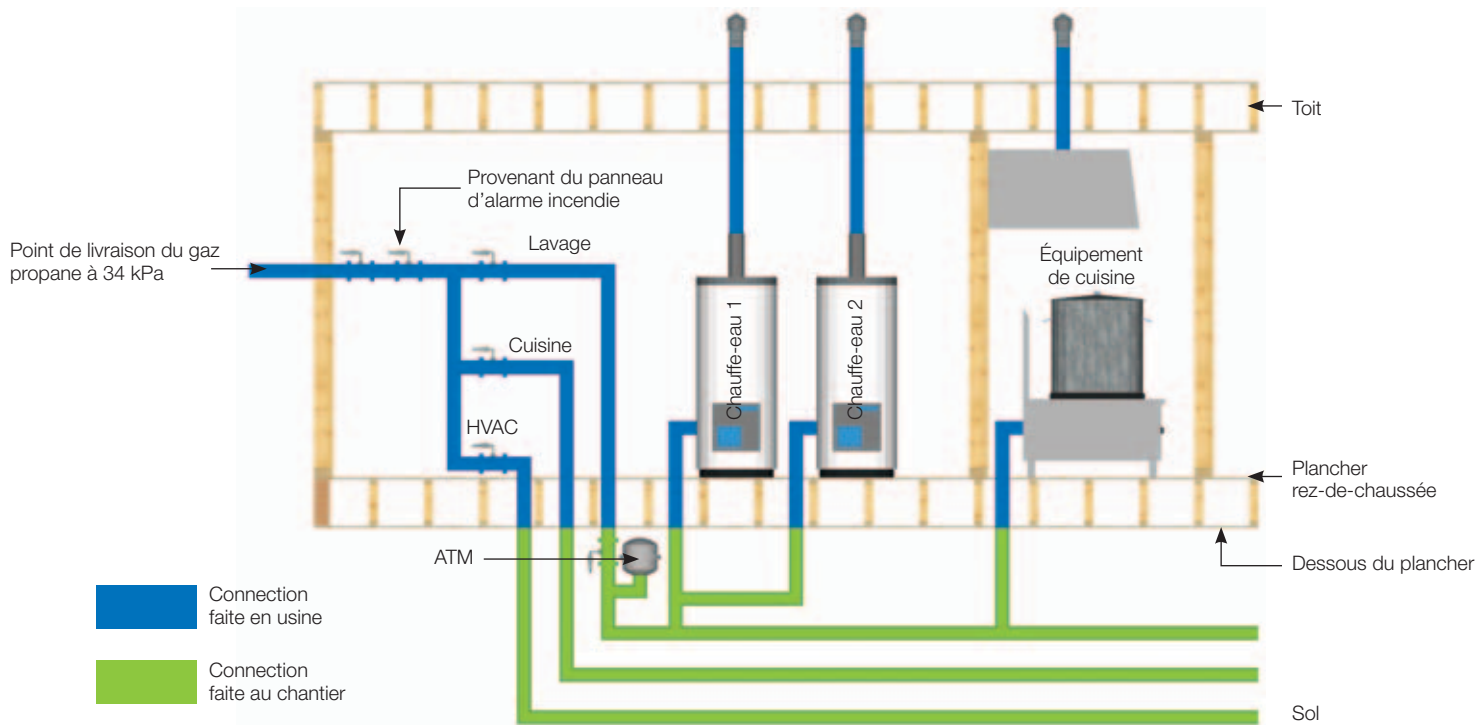 Toit
Provenant du panneau
d'alarme incendie
Lavage
Point de livraison du gaz
propane à 34 kPa
Équipement
de cuisine
Chauffe-eau 1
Chauffe-eau 2
Cuisine
HVAC
Plancher
rez-de-chaussée
ATM
Dessous du plancher
Connection
faite en usine
Connection
faite au chantier
Sol